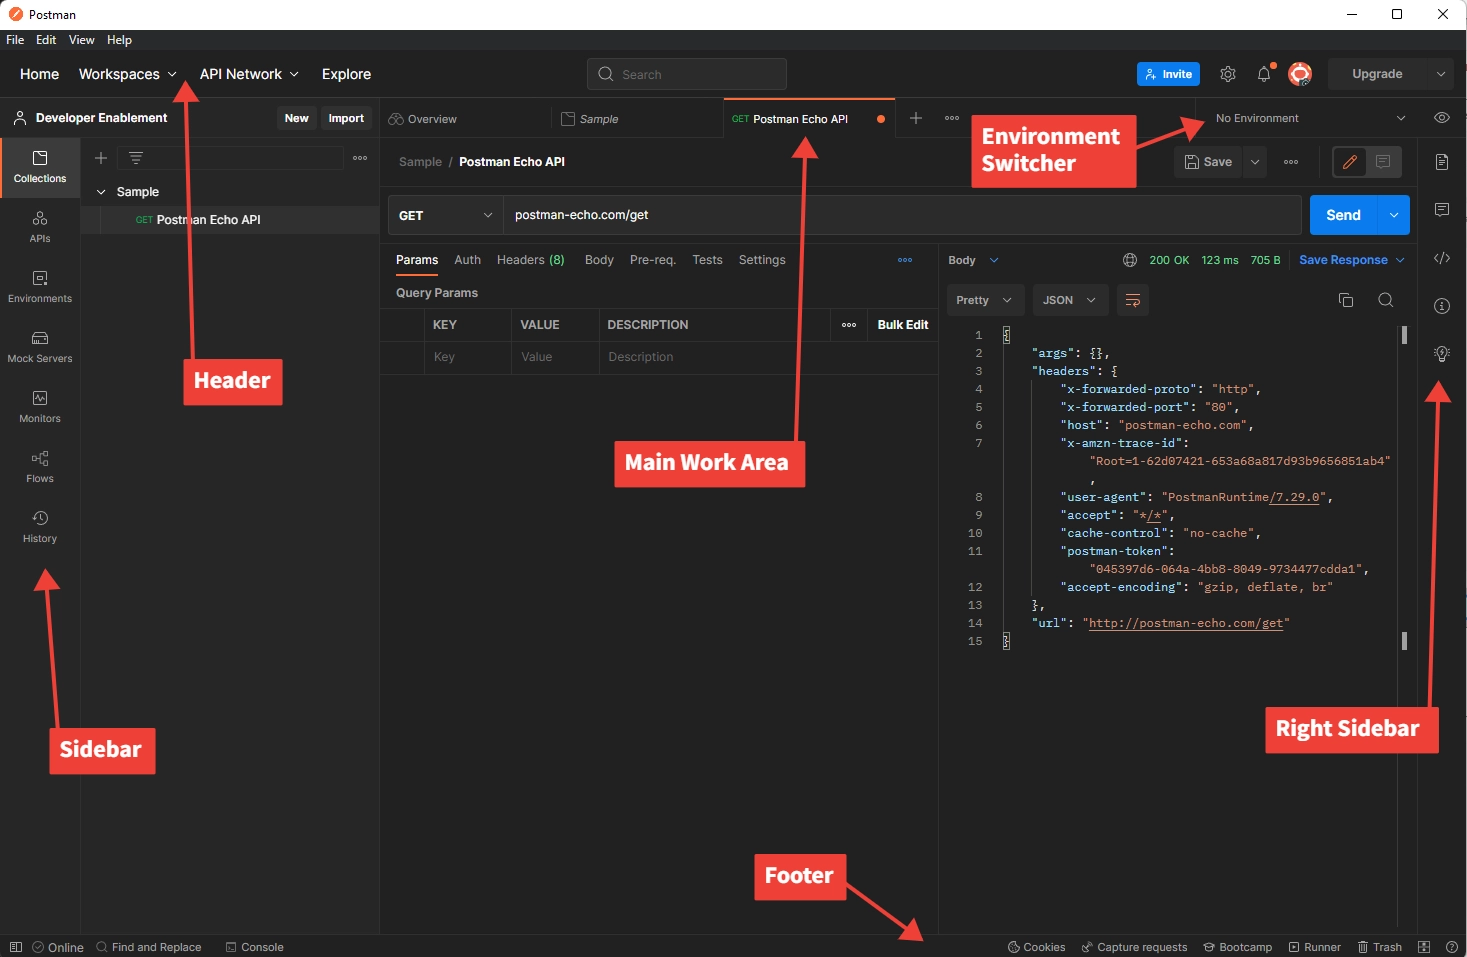 Postman
File Edit View Help
Home Workspaces API Network Explore
Search
Invite
Upgrade
Developer Enablement
New Import
Overview
Sample
GET Postman Echo API
No Environment
Environment
Switcher
Collections
APIs
Environments
Mock Servers
Monitors
Flows
History
Sample
GET Postman Echo API
Sample / Postman Echo API
Save
GET
postman-echo.com/get
Send
Params Auth Headers (8) Body Pre-req. Tests Settings
Query Params
KEY VALUE DESCRIPTION Bulk Edit
Key Value Description
Body
200 OK 123 ms 705 B Save Response
Pretty JSON
1 {
2 "args": {},
3 "headers": {
4 "x-forwarded-proto": "http",
5 "x-forwarded-port": "80",
6 "host": "postman-echo.com",
7 "x-amzn-trace-id":
"Root=1-62d07421-653a68a817d93b9656851ab4"
,
8 "user-agent": "PostmanRuntime/7.29.0",
9 "accept": "*/*",
10 "cache-control": "no-cache",
11 "postman-token":
"045397d6-064a-4bb8-8049-9734477cdda1",
12 "accept-encoding": "gzip, deflate, br"
13 },
14 "url": "http://postman-echo.com/get"
15 }
Header
Main Work Area
Sidebar
Right Sidebar
Footer
Online Find and Replace Console
Cookies Capture requests Bootcamp Runner Trash